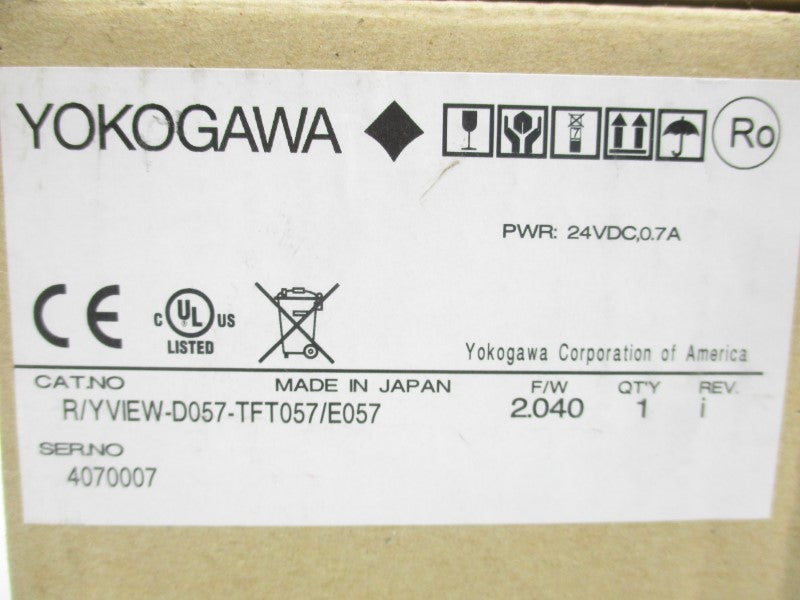 YOKOGAWA
7
Ro
PWR: 24VDC,0.7A
CE
C UL US
LISTED
Yokogawa Corporation of America
CAT.NO MADE IN JAPAN F/W QT'Y REV.
R/YVIEW-D057-TFT057/E057 2.040 1 i
SER.NO
4070007